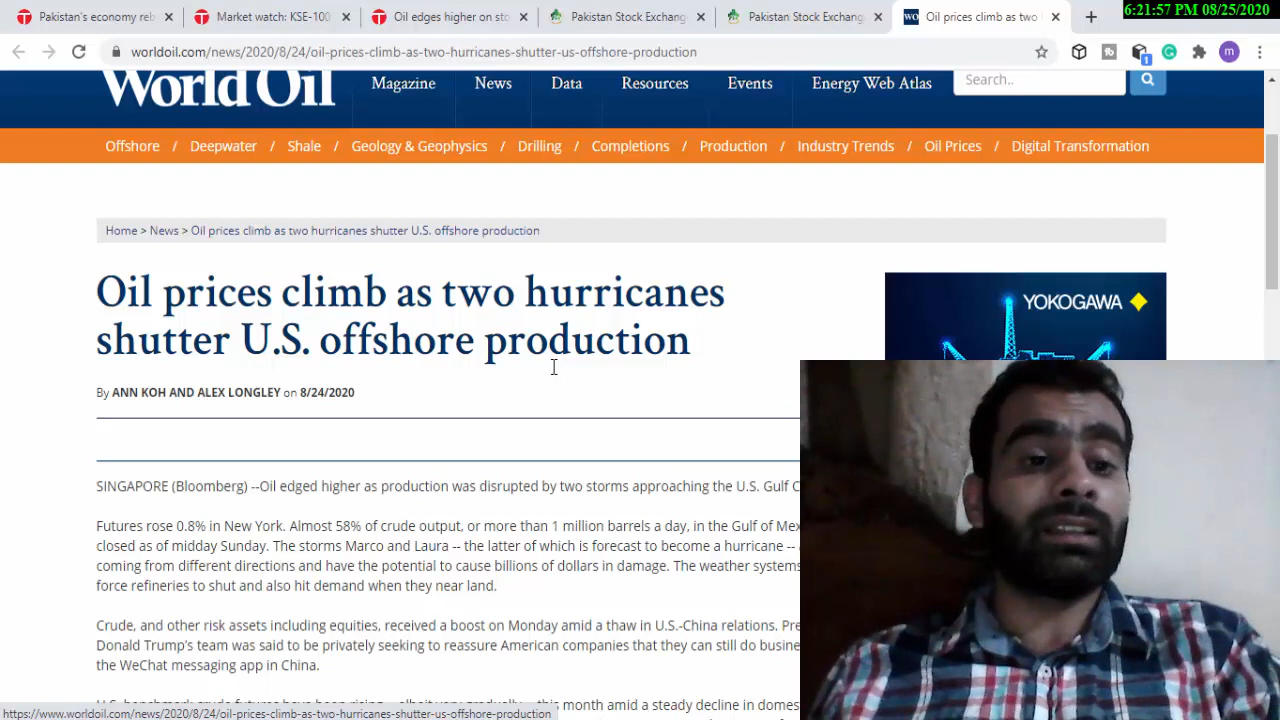 Pakistan's economy reb
Market watch: KSE-100
Oil edged higher on sto
Pakistan Stock Exchang
Pakistan Stock Exchang
WO Oil prices climb as two
6:21:57 PM 08/25/2020
worldoil.com/news/2020/8/24/oil-prices-climb-as-two-hurricanes-shutter-us-offshore-production
1
m
World Oil
Magazine News Data Resources Events Energy Web Atlas
Search..
Offshore / Deepwater / Shale / Geology & Geophysics / Drilling / Completions / Production / Industry Trends / Oil Prices / Digital Transformation
Home > News > Oil prices climb as two hurricanes shutter U.S. offshore production
Oil prices climb as two hurricanes
shutter U.S. offshore production
YOKOGAWA
By ANN KOH AND ALEX LONGLEY on 8/24/2020
SINGAPORE (Bloomberg) --Oil edged higher as production was disrupted by two storms approaching the U.S. Gulf C
Futures rose 0.8% in New York. Almost 58% of crude output, or more than 1 million barrels a day, in the Gulf of Mex
closed as of midday Sunday. The storms Marco and Laura -- the latter of which is forecast to become a hurricane --
coming from different directions and have the potential to cause billions of dollars in damage. The weather systems
force refineries to shut and also hit demand when they near land.
Crude, and other risk assets including equities, received a boost on Monday amid a thaw in U.S.-China relations. Pre
Donald Trump's team was said to be privately seeking to reassure American companies that they can still do busine
the WeChat messaging app in China.
month amid a steady decline in domes
https://www.worldoil.com/news/2020/8/24/oil-prices-climb-as-two-hurricanes-shutter-us-offshore-production